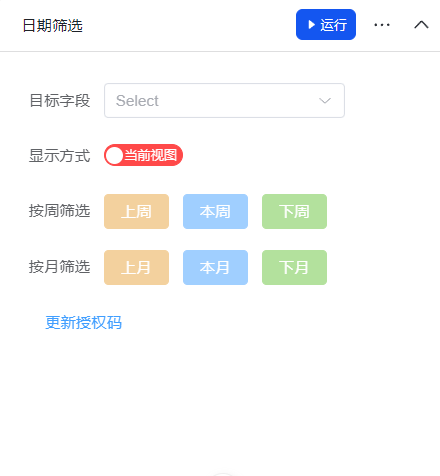 日期筛选
运行
目标字段 Select
显示方式 当前视图
按周筛选 上周 本周 下周
按月筛选 上月 本月 下月
更新授权码